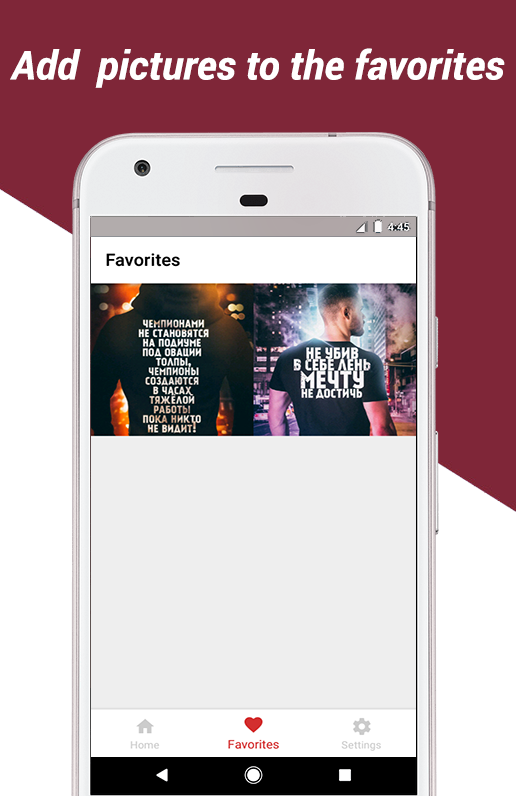 Add pictures to the favorites
4:45
Favorites
ЧЕМПИОНАМИ
НЕ СТАНОВЯТСЯ
НА ПОДИУМЕ
ПОД ОВАЦИИ
ТОЛПЫ,
ЧЕМПИОНЫ
СОЗДАЮТСЯ
В ЧАСАХ
ТЯЖЁЛОЙ
РАБОТЫ
ПОКА НИКТО
НЕ ВИДИТ!
НЕ УБИВ
В СЕБЕ ЛЕНЬ
МЕЧТУ
НЕ ДОСТИЧЬ
Home
Favorites
Settings